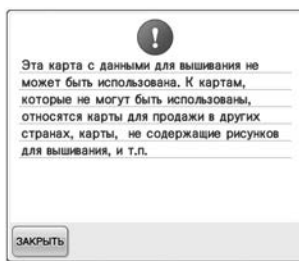 Эта карта с данными для вышивания не
может быть использована. К картам,
которые не могут быть использованы,
относятся карты для продажи в других
странах, карты, не содержащие рисунков
для вышивания, и т.п.
ЗАКРЫТЬ